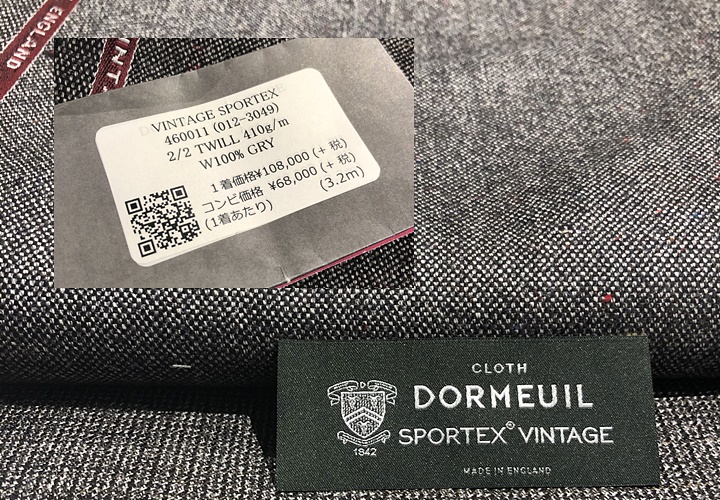 ENGLAND
VINTAGE SPORTEX
460011 (012-3049)
2/2 TWILL 410g/m
W100% GRY
1着価格¥108,000 (+ 税)
コンビ価格 ¥68,000 (+ 税)
(1着あたり) (3.2m)
CLOTH
DORMEUIL
SPORTEX® VINTAGE
1842
MADE IN ENGLAND